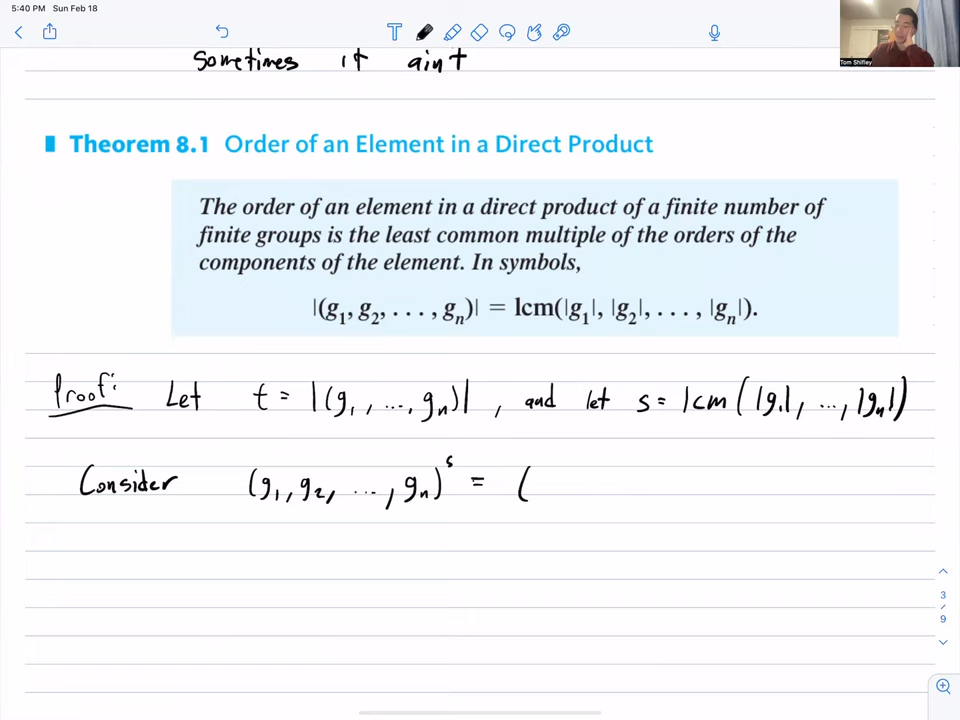 5:40 PM Sun Feb 18
Tom Shifley
Sometimes it aint
Theorem 8.1 Order of an Element in a Direct Product
The order of an element in a direct product of a finite number of
finite groups is the least common multiple of the orders of the
components of the element. In symbols,
|(g₁, g₂, . . . , gₙ)| = lcm(|g₁|, |g₂|, . . . , |gₙ|).
Proof: Let t = |(g₁, ..., gₙ)|, and let s = lcm(|g₁|, ..., |gₙ|)
Consider (g₁, g₂, ..., gₙ)ˢ = (
3
/
9